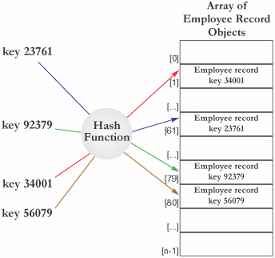 Array of
Employee Record
Objects
key 23761
[0]
Employee record
key 34001
[1]
[...]
key 92379
Hash
Function
Employee record
key 23761
[61]
[...]
Employee record
key 92379
[79]
key 34001
Employee record
key 56079
[80]
key 56079
[...]
[n-1]